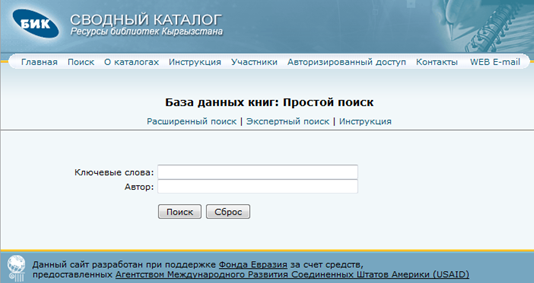 БИК
СВОДНЫЙ КАТАЛОГ
Ресурсы библиотек Кыргызстана
Главная Поиск О каталогах Инструкция Участники Авторизированный доступ Контакты WEB E-mail
База данных книг: Простой поиск
Расширенный поиск | Экспертный поиск | Инструкция
Ключевые слова:
Автор:
Поиск Сброс
Данный сайт разработан при поддержке Фонда Евразия за счет средств,
предоставленных Агентством Международного Развития Соединенных Штатов Америки (USAID)